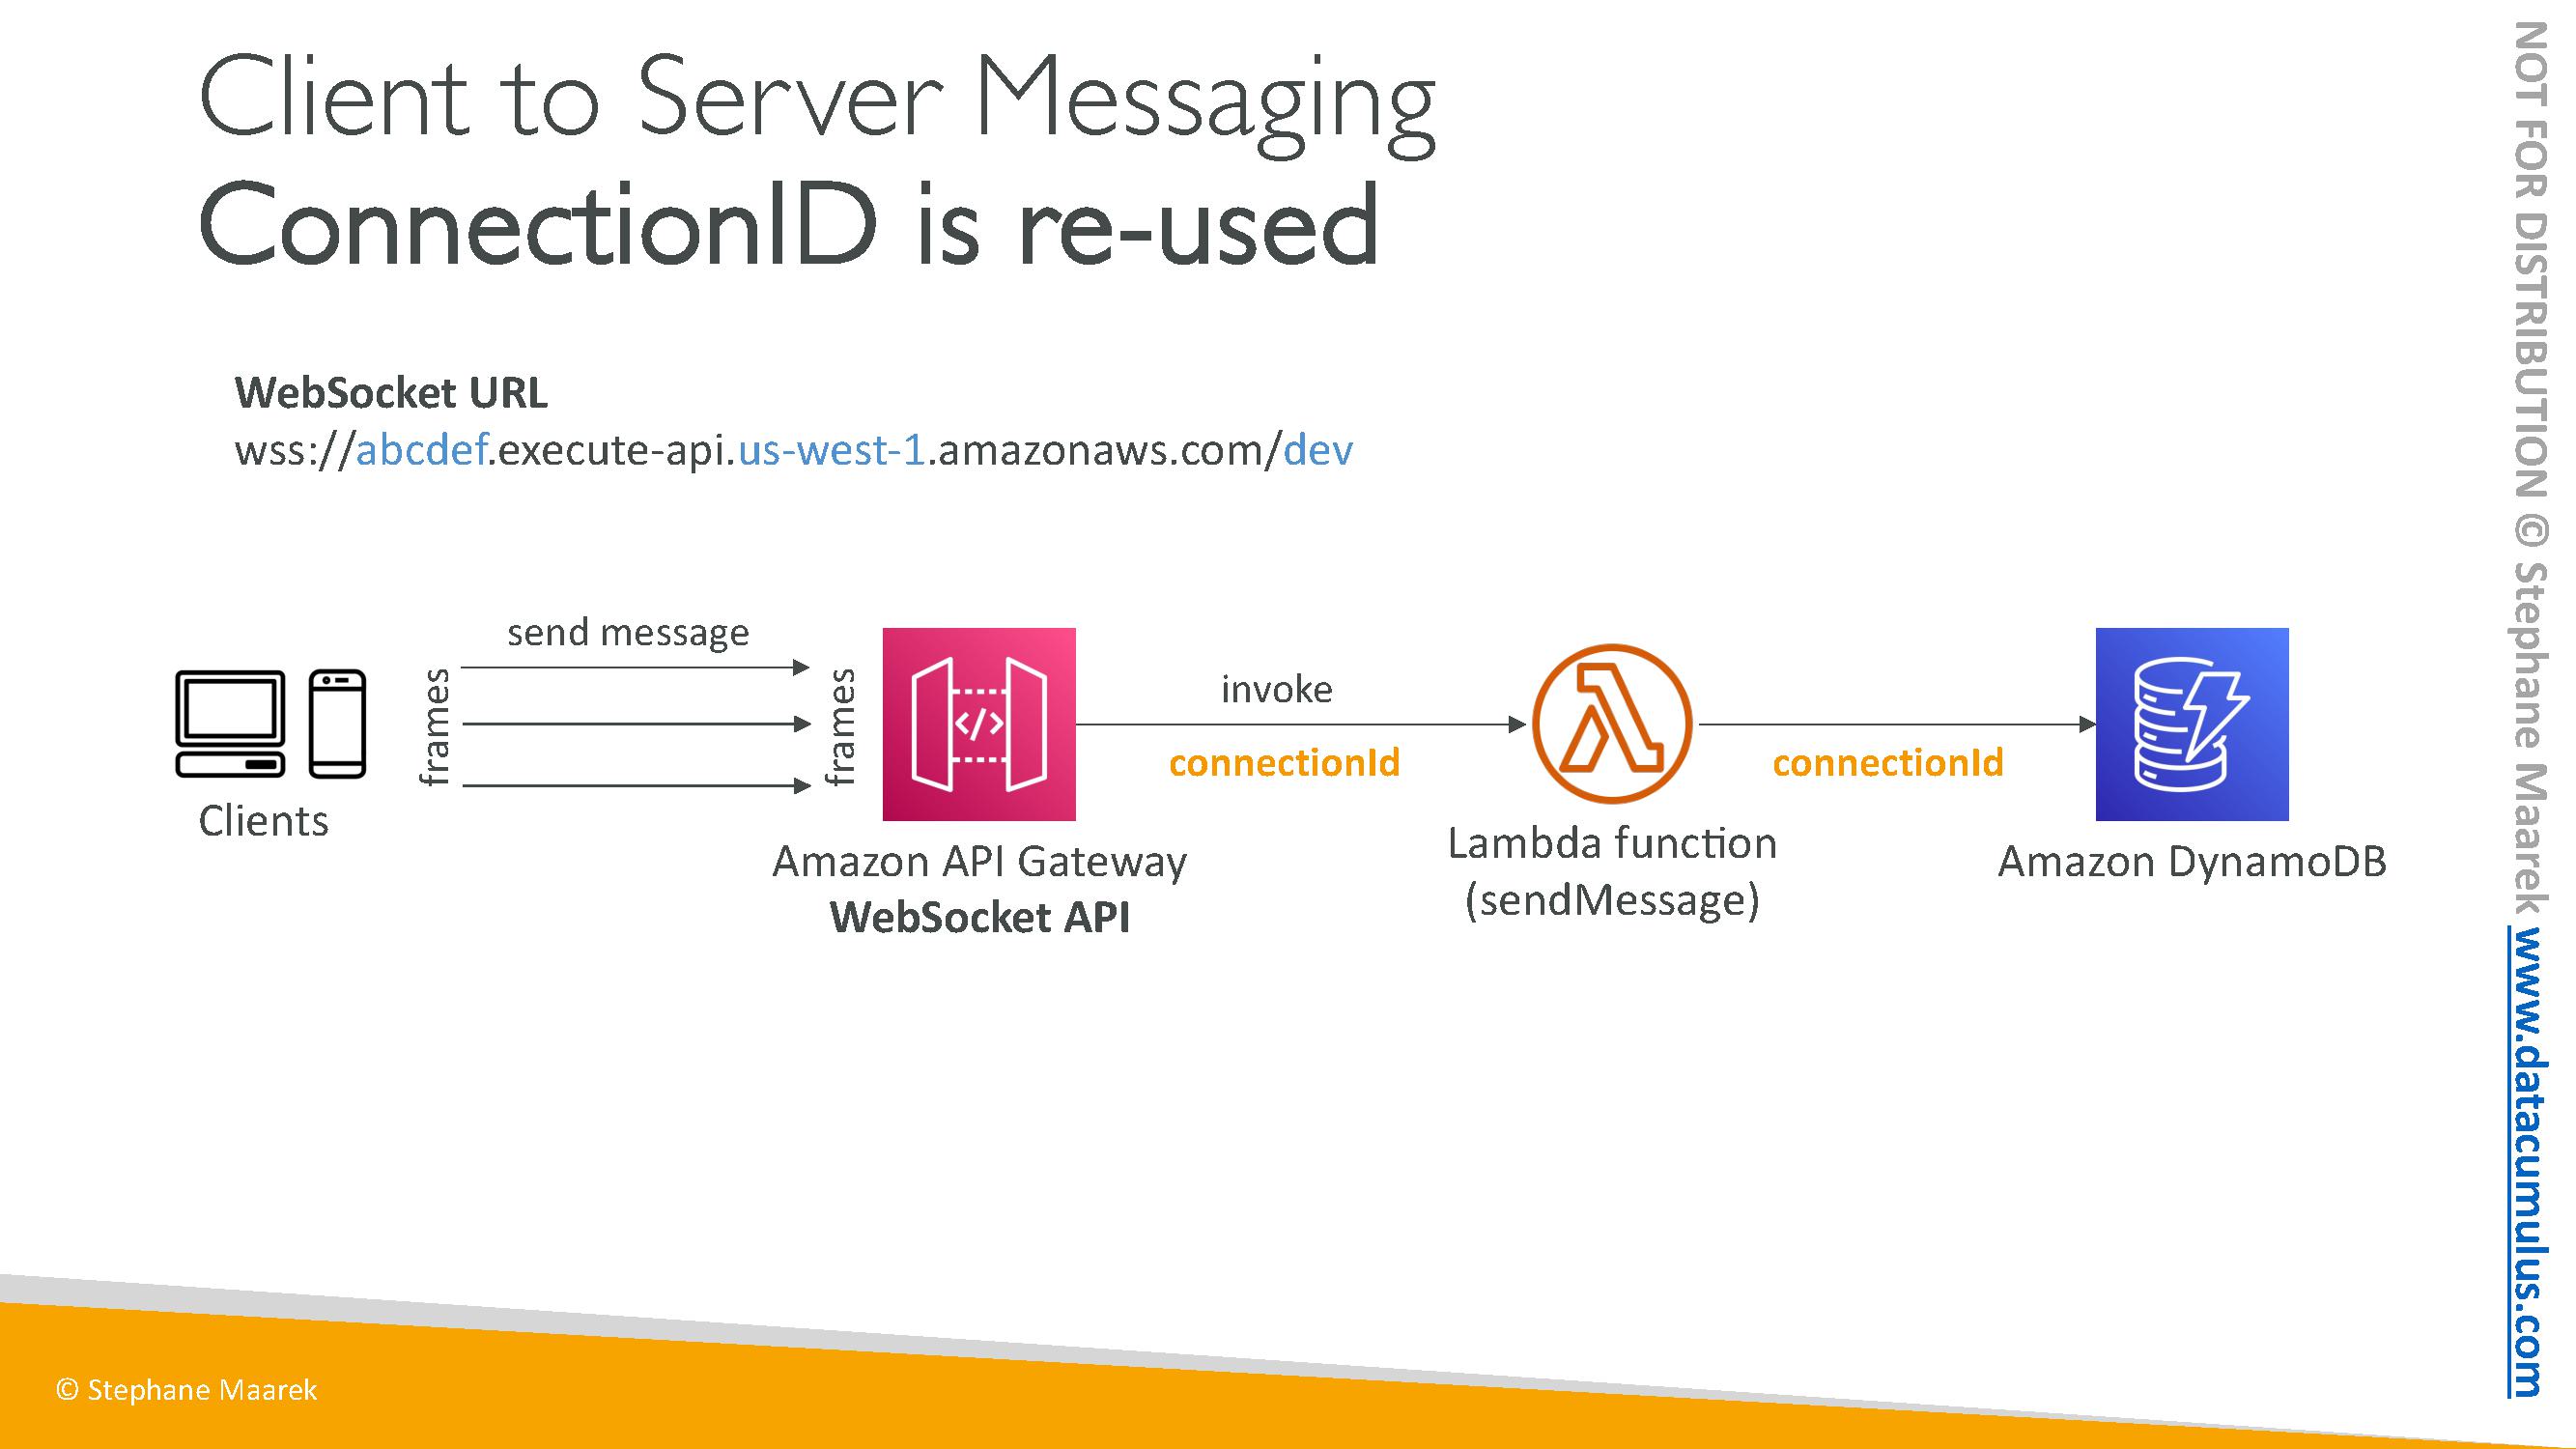 Client to Server Messaging
ConnectionID is re-used
WebSocket URL
wss://abcdef.execute-api.us-west-1.amazonaws.com/dev
send message
frames
frames
invoke
connectionId
connectionId
Clients
Amazon API Gateway
WebSocket API
Lambda function
(sendMessage)
Amazon DynamoDB
© Stephane Maarek
NOT FOR DISTRIBUTION © Stephane Maarek www.datacumulus.com